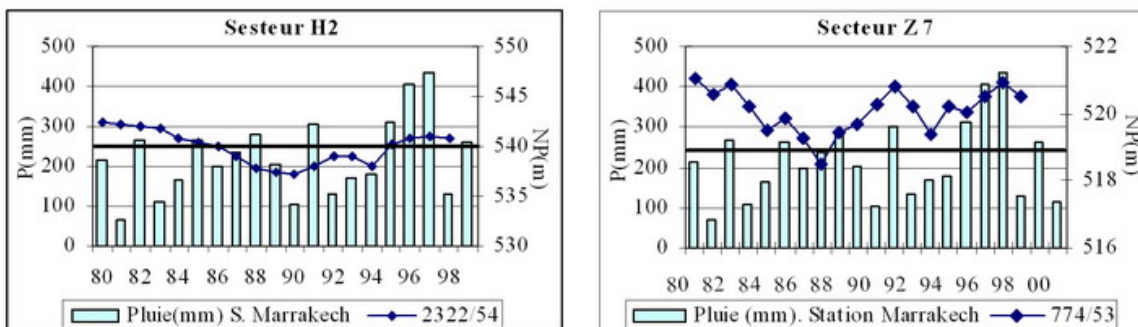 Sesteur H2
500
400
300
200
100
0
P(mm)
550
545
540
535
530
NP(m)
80 82 84 86 88 90 92 94 96 98
Pluie(mm) S. Marrakech 2322/54
Secteur Z 7
500
400
300
200
100
0
P(mm)
522
520
518
516
NP(m)
80 82 84 86 88 90 92 94 96 98 00
Pluie (mm). Station Marrakech 774/53